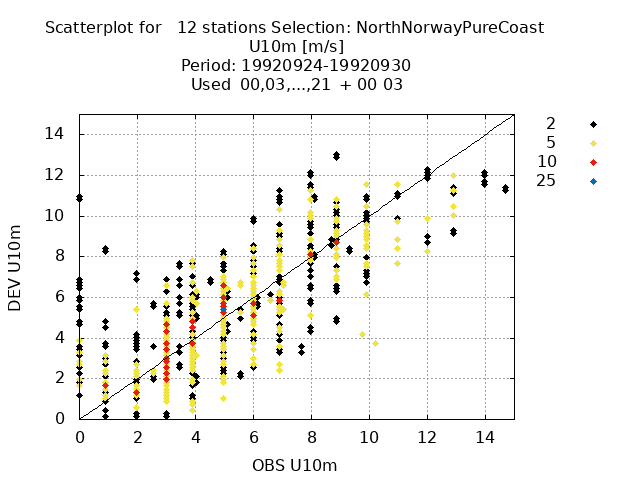 Scatterplot for   12 stations Selection: NorthNorwayPureCoast
U10m [m/s]
Period: 19920924-19920930
Used  00,03,...,21  + 00 03
2
5
10
25
14
12
10
8
6
4
2
0
DEV U10m
0 2 4 6 8 10 12 14
OBS U10m